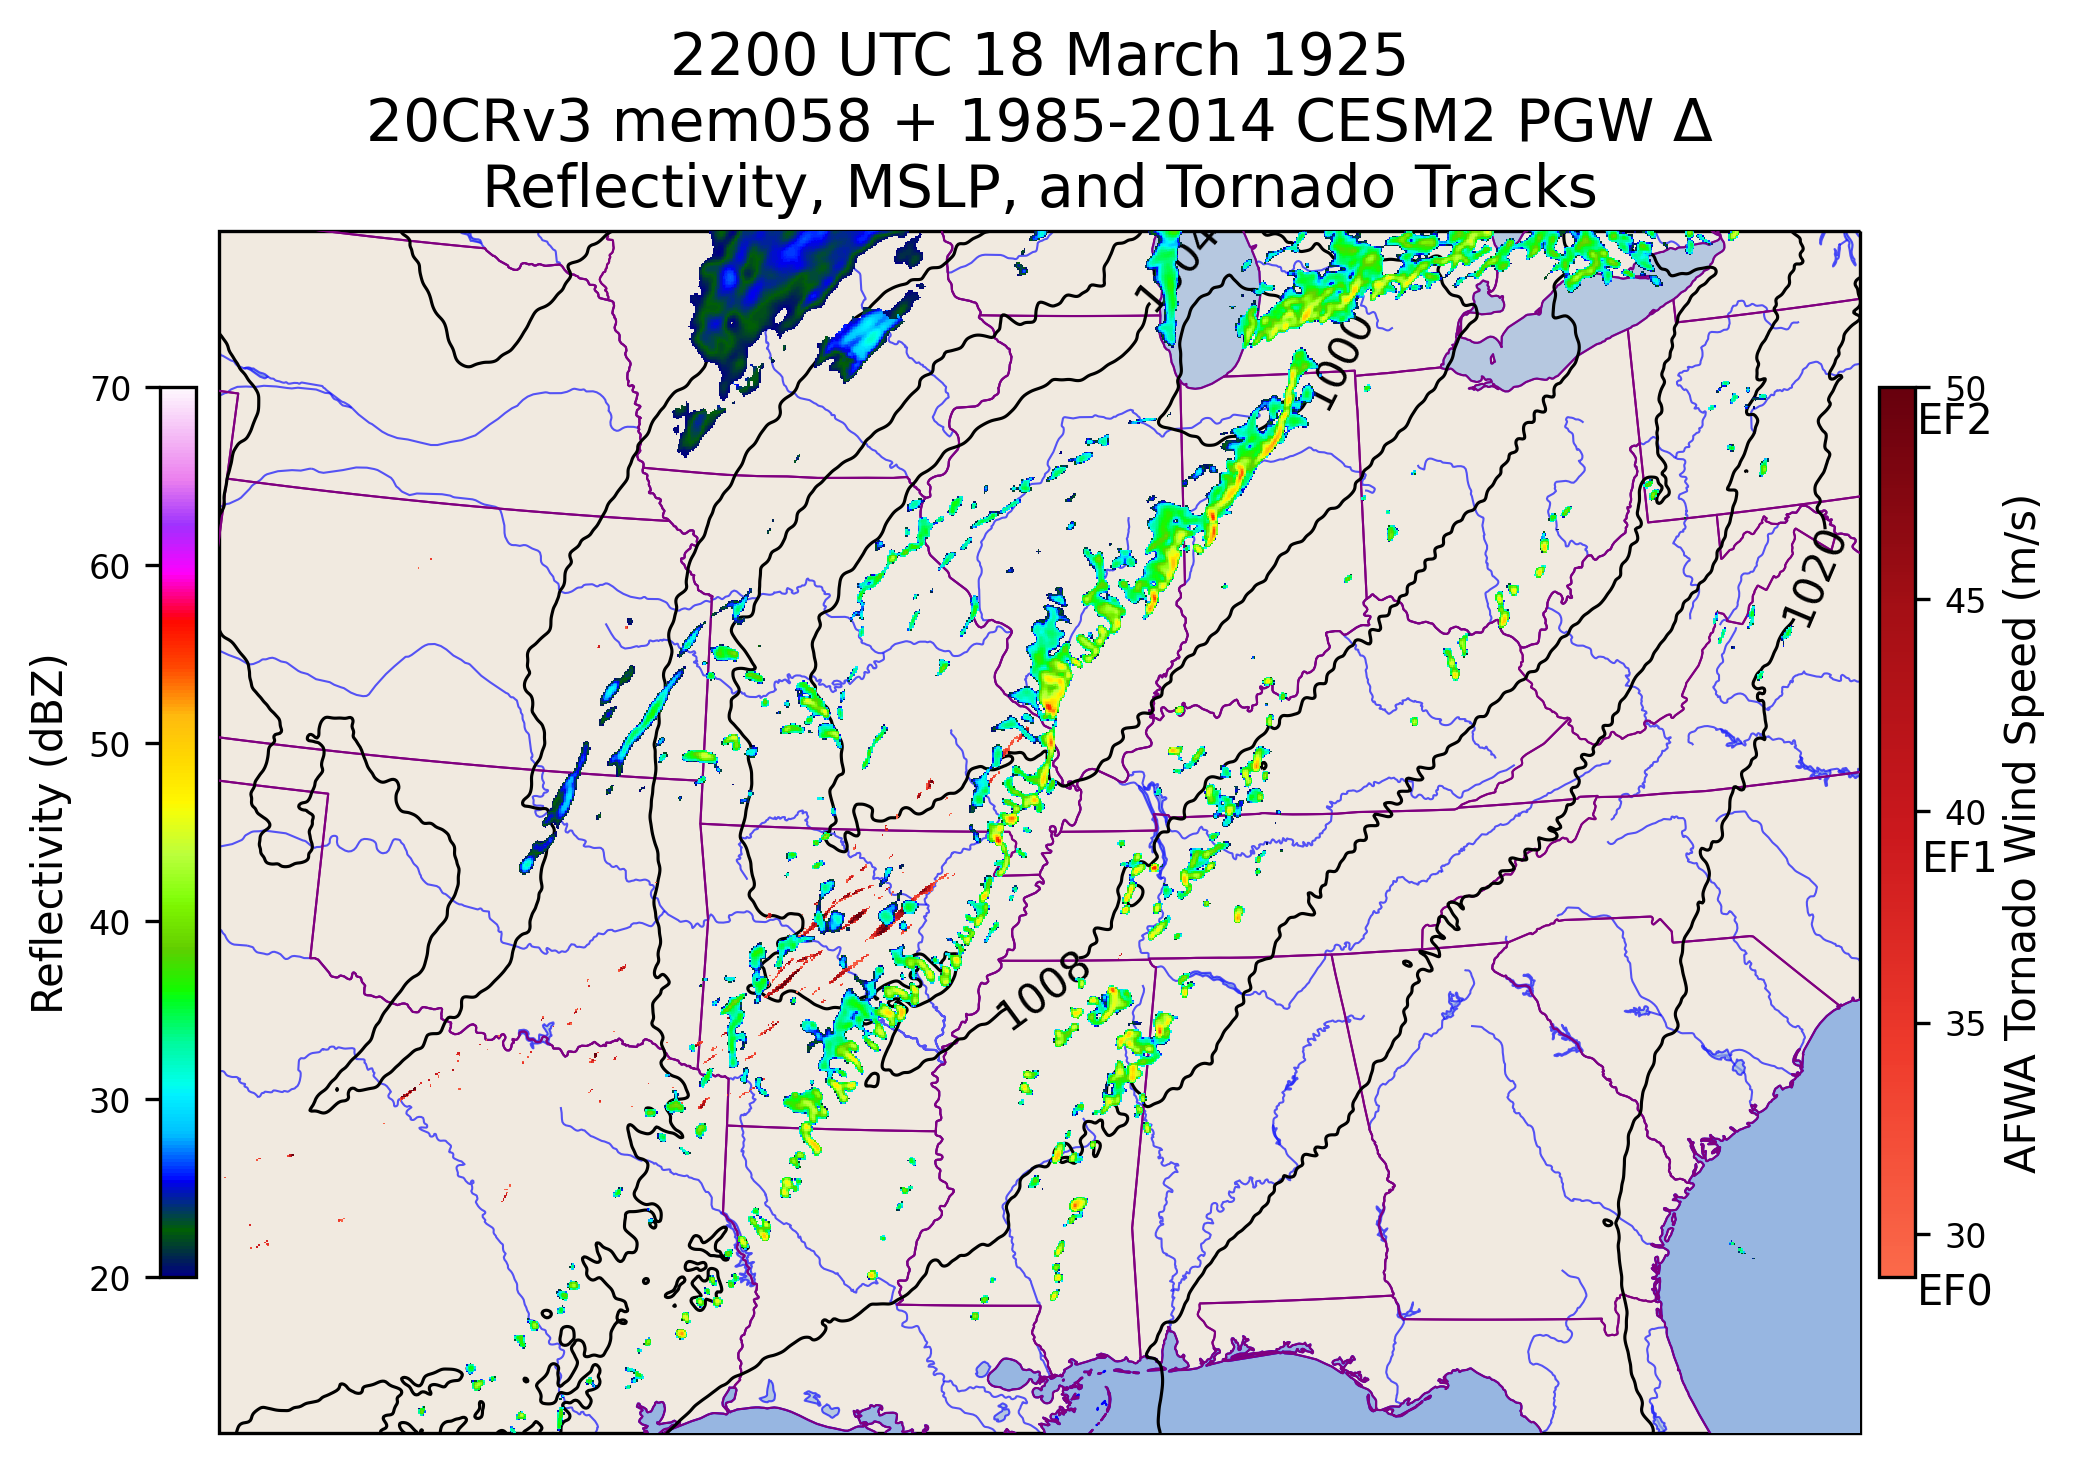 2200 UTC 18 March 1925
20CRv3 mem058 + 1985-2014 CESM2 PGW Δ
Reflectivity, MSLP, and Tornado Tracks
1004
1000
1020
1008
70
60
50
40
30
20
Reflectivity (dBZ)
50
EF2
45
40
EF1
35
30
EF0
AFWA Tornado Wind Speed (m/s)